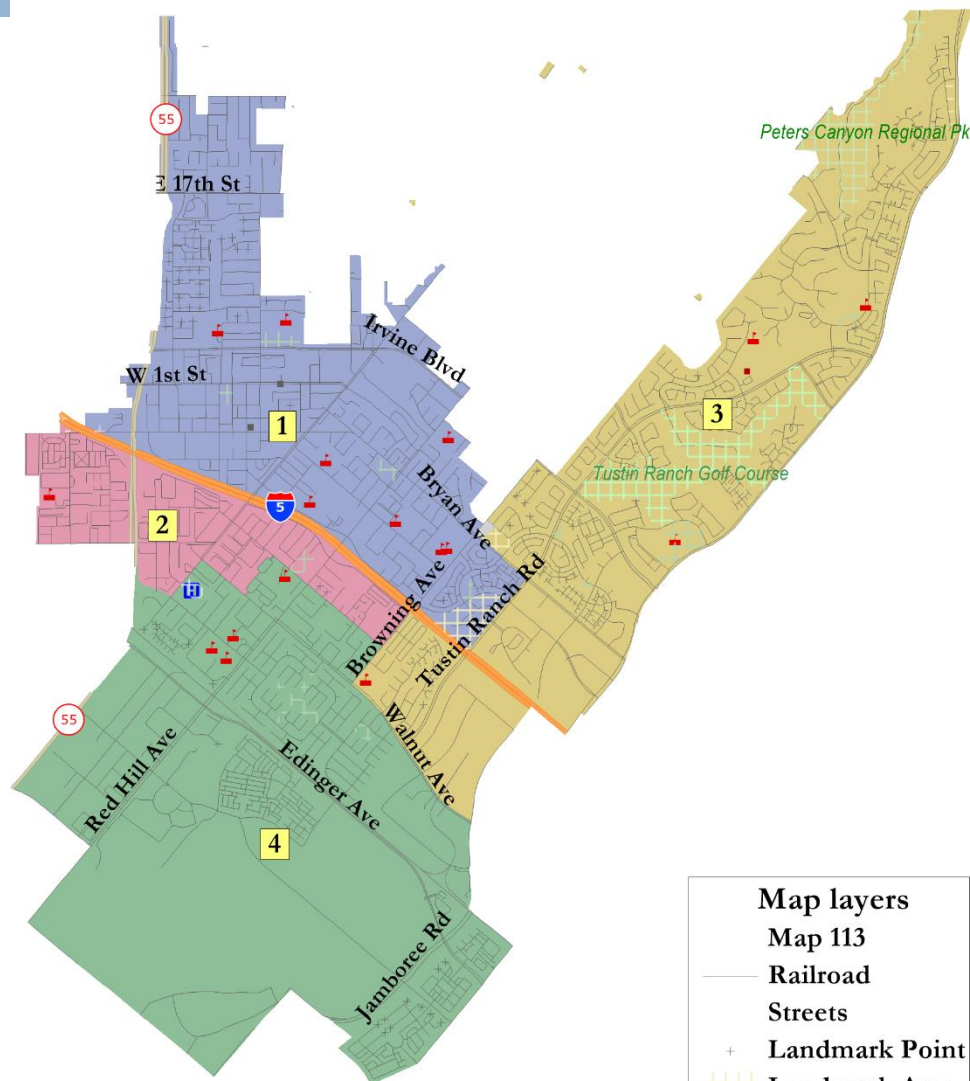 55
Peters Canyon Regional Pk
E 17th St
Irvine Blvd
W 1st St
1
3
Bryan Ave
Tustin Ranch Golf Course
5
2
H
Browning Ave
Tustin Ranch Rd
55
Walnut Ave
Red Hill Ave
Edinger Ave
4
Jamboree Rd
Map layers
Map 113
Railroad
Streets
Landmark Point